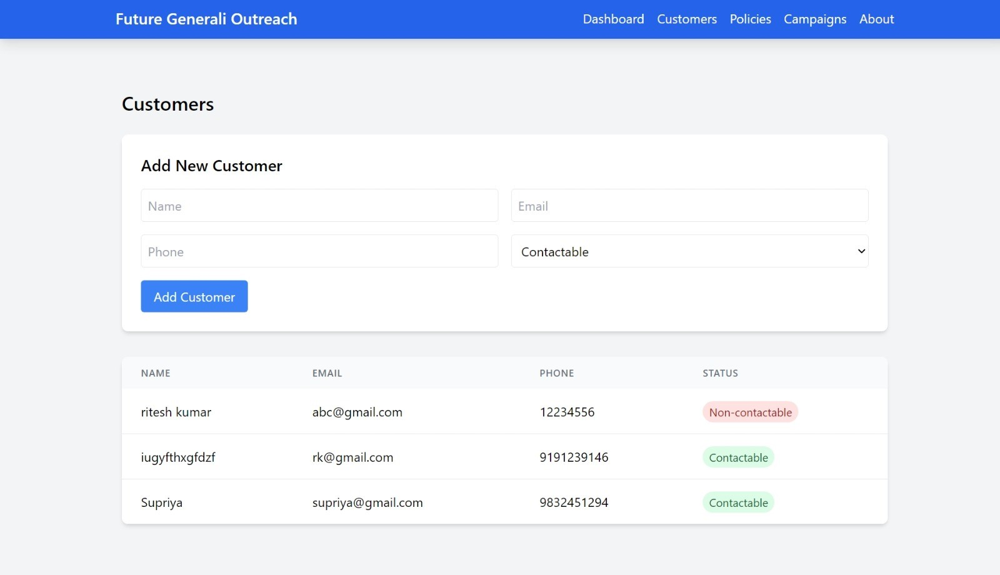 Future Generali Outreach Dashboard Customers Policies Campaigns About
Customers
Add New Customer
Name Email
Phone Contactable
Add Customer
NAME EMAIL PHONE STATUS
ritesh kumar abc@gmail.com 12234556 Non-contactable
iugyfthxgfdzf rk@gmail.com 9191239146 Contactable
Supriya supriya@gmail.com 9832451294 Contactable